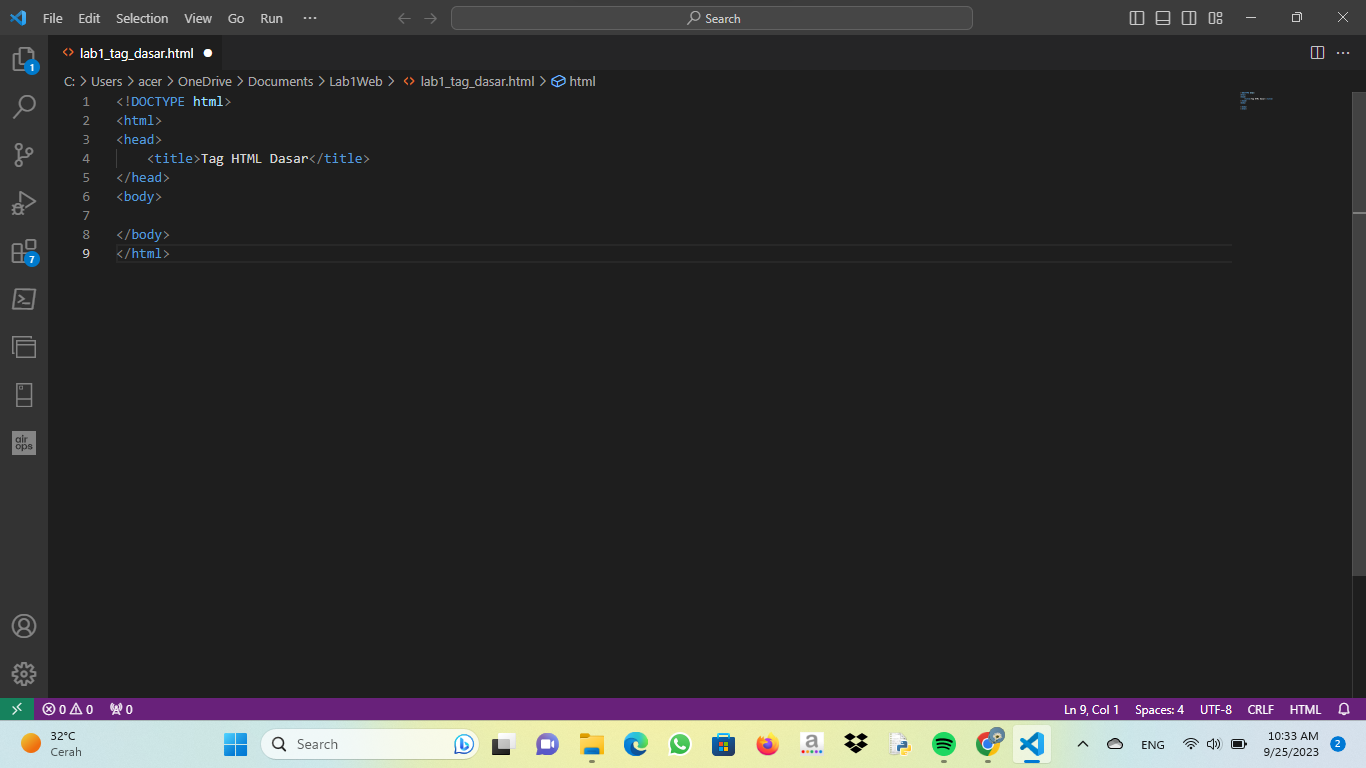 File Edit Selection View Go Run ···
Search
lab1_tag_dasar.html
C: > Users > acer > OneDrive > Documents > Lab1Web > lab1_tag_dasar.html > html
1 <!DOCTYPE html>
2 <html>
3 <head>
4 <title>Tag HTML Dasar</title>
5 </head>
6 <body>
7
8 </body>
9 </html>
1
7
air ops
0 0 0
Ln 9, Col 1 Spaces: 4 UTF-8 CRLF HTML
32°C
Cerah
Search
a
ENG
10:33 AM
9/25/2023
2